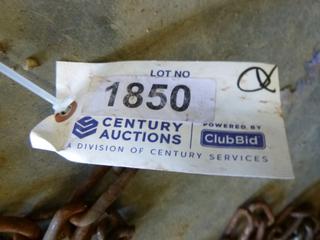 LOT NO
1850
CENTURY AUCTIONS
POWERED BY ClubBid
A DIVISION OF CENTURY SERVICES